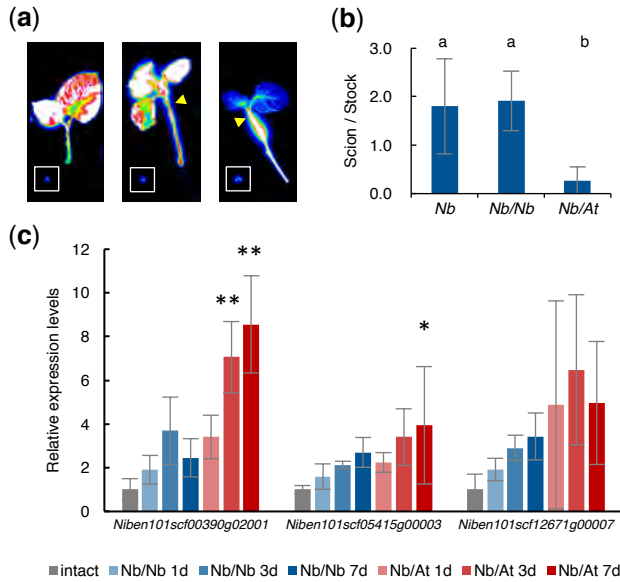 (a)
(b)
a a b
Scion / Stock
3.0
2.0
1.0
0.0
Nb Nb/Nb Nb/At
(c)
Relative expression levels
12
10
8
6
4
2
0
** ** *
Niben101scf00390g02001 Niben101scf05415g00003 Niben101scf12671g00007
intact Nb/Nb 1d Nb/Nb 3d Nb/Nb 7d Nb/At 1d Nb/At 3d Nb/At 7d